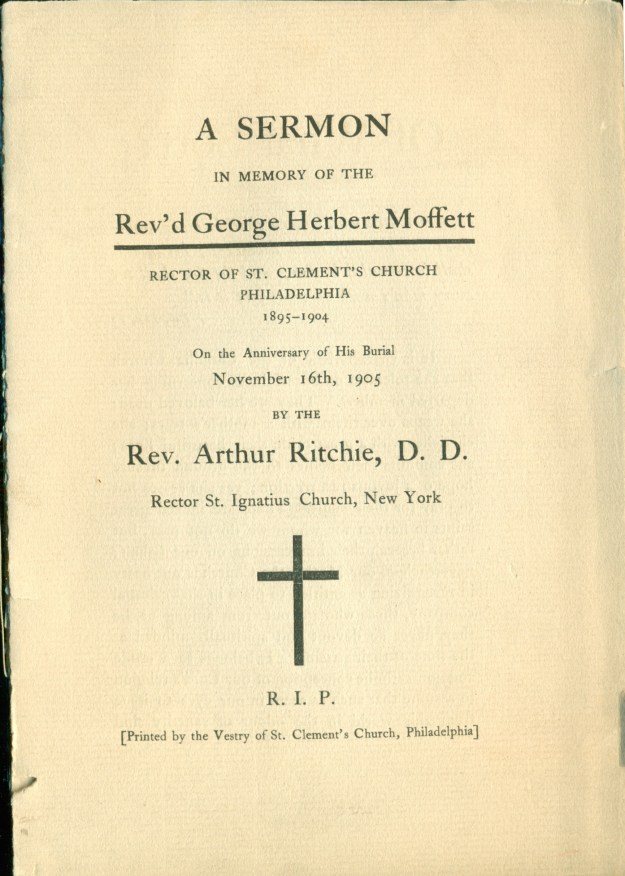 A SERMON
IN MEMORY OF THE
Rev'd George Herbert Moffett
RECTOR OF ST. CLEMENT'S CHURCH
PHILADELPHIA
1895–1904
On the Anniversary of His Burial
November 16th, 1905
BY THE
Rev. Arthur Ritchie, D. D.
Rector St. Ignatius Church, New York
R. I. P.
[Printed by the Vestry of St. Clement's Church, Philadelphia]